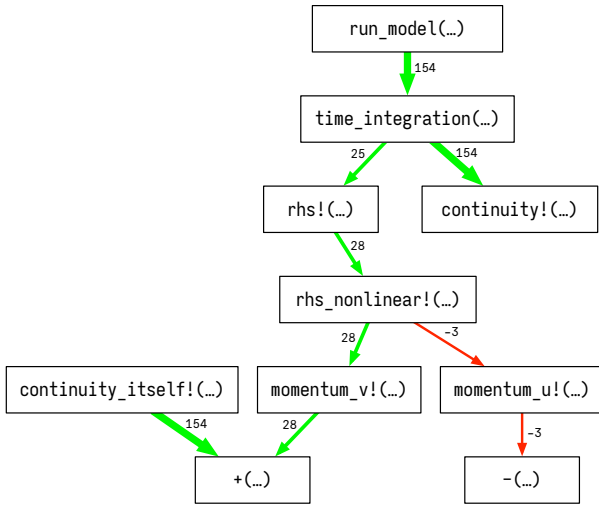 run_model(…)
154
time_integration(…)
25
154
rhs!(…)
continuity!(…)
28
rhs_nonlinear!(…)
28
-3
continuity_itself!(…)
momentum_v!(…)
momentum_u!(…)
154
28
-3
+(…)
-(…)